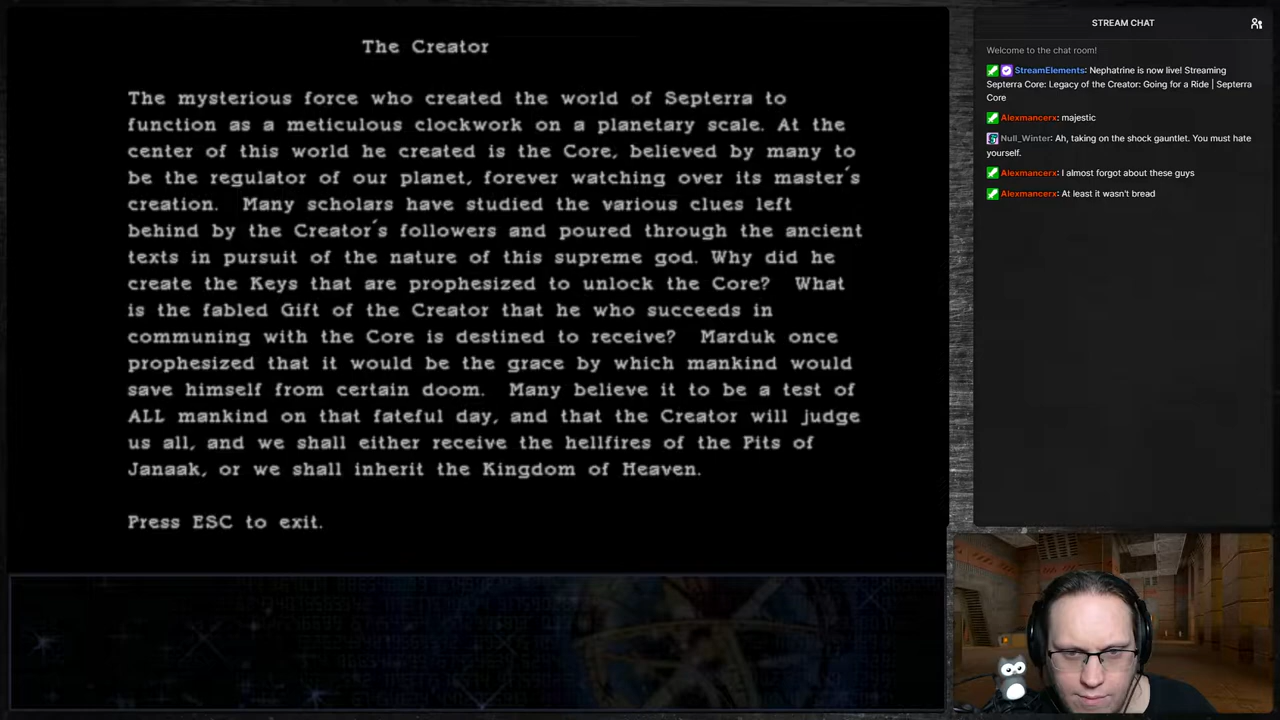 The Creator
The mysterious force who created the world of Septerra to
function as a meticulous clockwork on a planetary scale. At the
center of this world he created is the Core, believed by many to
be the regulator of our planet, forever watching over its master's
creation. Many scholars have studied the various clues left
behind by the Creator's followers and poured through the ancient
texts in pursuit of the nature of this supreme god. Why did he
create the Keys that are prophesized to unlock the Core? What
is the fabled Gift of the Creator that he who succeeds in
communing with the Core is destined to receive? Marduk once
prophesized that it would be the grace by which mankind would
save himself from certain doom. Many believe it to be a test of
ALL mankind on that fateful day, and that the Creator will judge
us all, and we shall either receive the hellfires of the Pits of
Janaak, or we shall inherit the Kingdom of Heaven.
Press ESC to exit.
STREAM CHAT
Welcome to the chat room!
StreamElements: Nephatrine is now live! Streaming
Septerra Core: Legacy of the Creator: Going for a Ride | Septerra
Core
Alexmancerx: majestic
Null_Winter: Ah, taking on the shock gauntlet. You must hate
yourself.
Alexmancerx: I almost forgot about these guys
Alexmancerx: At least it wasn't bread